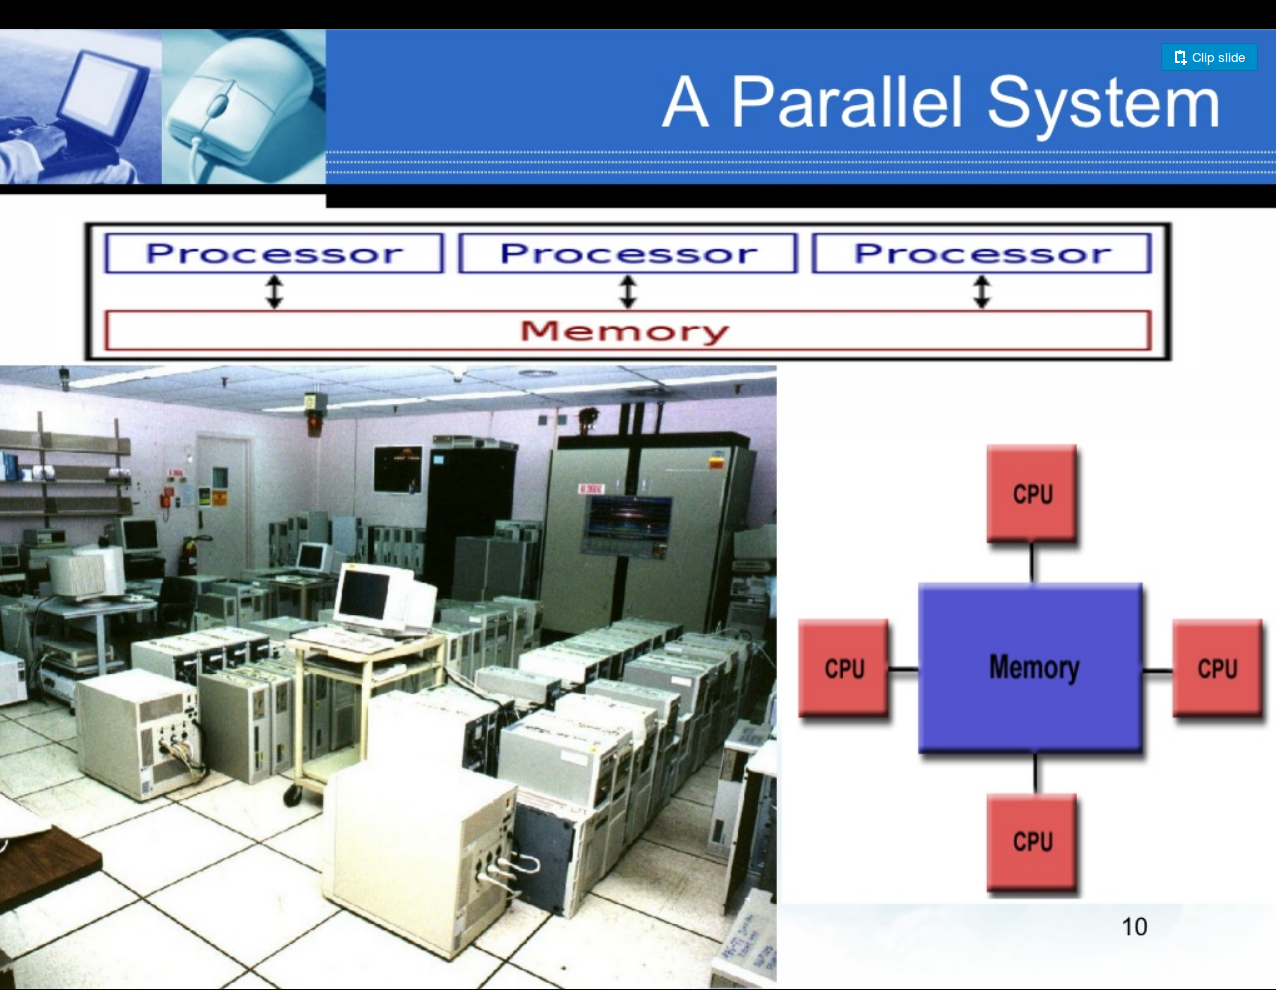 Clip slide
A Parallel System
Processor Processor Processor
Memory
CPU
CPU Memory CPU
CPU
10